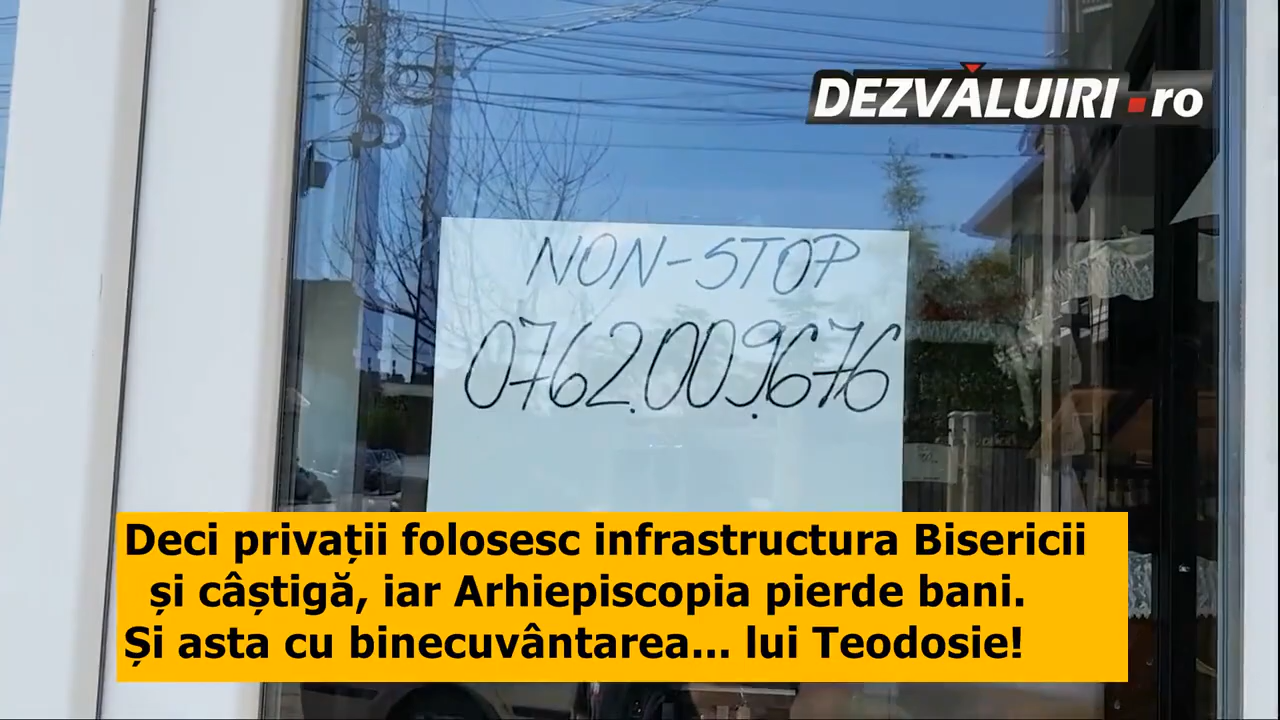 DEZVĂLUIRI.ro
NON-STOP
0762.009.676
Deci privații folosesc infrastructura Bisericii
și câștigă, iar Arhiepiscopia pierde bani.
Și asta cu binecuvântarea... lui Teodosie!